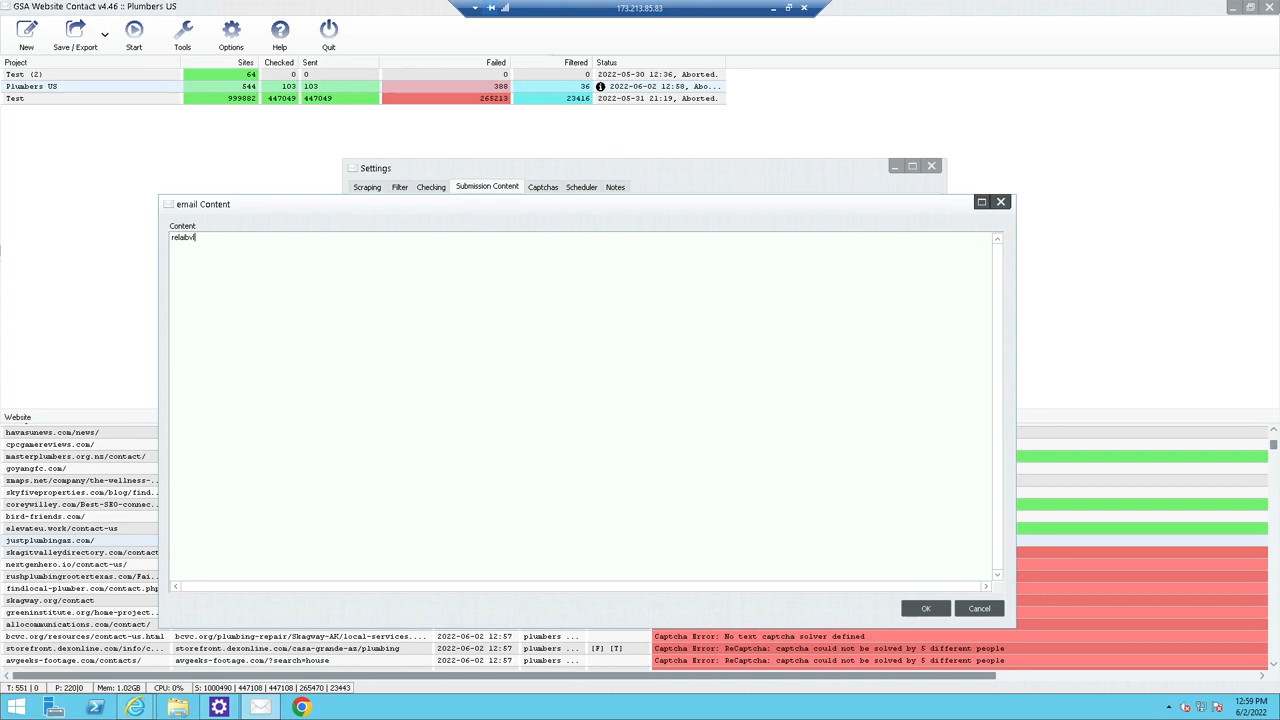 GSA Website Contact v4.46 :: Plumbers US
173.213.85.83
New
Save / Export
Start
Tools
Options
Help
Quit
Project Sites Checked Sent Failed Filtered Status
Test (2) 64 0 0 0 0 2022-05-30 12:36, Aborted.
Plumbers US 544 103 103 388 36 2022-06-02 12:58, Abo...
Test 999882 447049 447049 265213 23416 2022-05-31 21:19, Aborted.
Settings
Scraping Filter Checking Submission Content Captchas Scheduler Notes
email Content
Content
relaibvl
Website
havasunews.com/news/
cpcgamereviews.com/
masterplumbers.org.nz/contact/
goyangfc.com/
zmaps.net/company/the-wellness-..
skyfiveproperties.com/blog/find..
coreywilley.com/Best-SEO-connec..
bird-friends.com/
elevateu.work/contact-us
justplumbingaz.com/
skagitvalleydirectory.com/contact
nextgenhero.io/contact-us/
rushplumbingrootertexas.com/Fai..
findlocal-plumber.com/contact.php
skagway.org/contact
greeninstitute.org/home-project..
allocommunications.com/contact/
OK Cancel
bcvc.org/resources/contact-us.html bcvc.org/plumbing-repair/Skagway-AK/local-services.... 2022-06-02 12:57 plumbers ... Captcha Error: No text captcha solver defined
storefront.dexonline.com/info/c... storefront.dexonline.com/casa-grande-az/plumbing 2022-06-02 12:57 plumbers ... [F] [T] Captcha Error: ReCaptcha: captcha could not be solved by 5 different people
avgeeks-footage.com/contacts/ avgeeks-footage.com/?search=house 2022-06-02 12:57 plumbers ... Captcha Error: ReCaptcha: captcha could not be solved by 5 different people
T: 551 | 0 P: 220|0 Mem: 1.02GB CPU: 0% S: 1000490 | 447108 | 447108 | 265470 | 23443
12:59 PM
6/2/2022